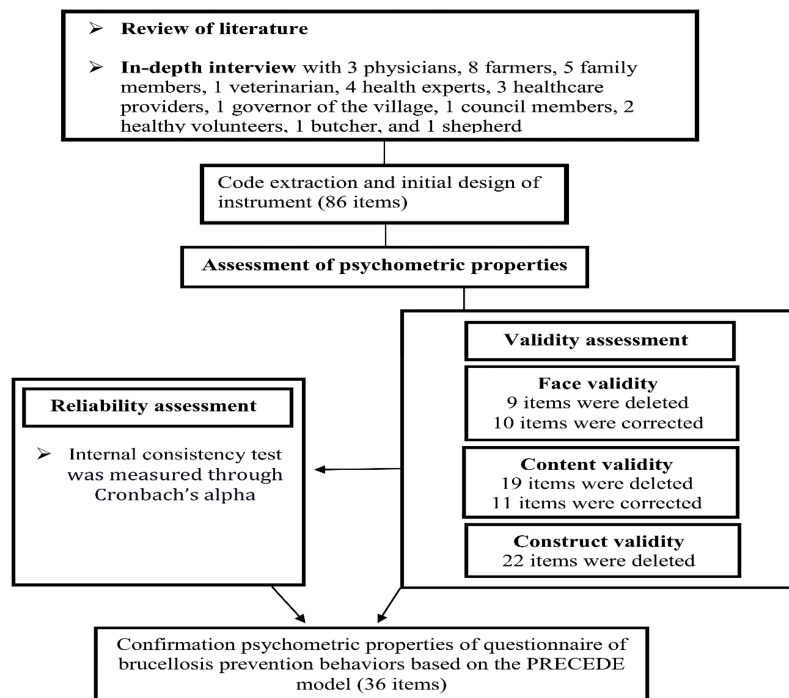 ➢ Review of literature
➢ In-depth interview with 3 physicians, 8 farmers, 5 family
members, 1 veterinarian, 4 health experts, 3 healthcare
providers, 1 governor of the village, 1 council members, 2
healthy volunteers, 1 butcher, and 1 shepherd
Code extraction and initial design of
instrument (86 items)
Assessment of psychometric properties
Validity assessment
Face validity
9 items were deleted
10 items were corrected
Content validity
19 items were deleted
11 items were corrected
Construct validity
22 items were deleted
Reliability assessment
➢ Internal consistency test
was measured through
Cronbach's alpha
Confirmation psychometric properties of questionnaire of
brucellosis prevention behaviors based on the PRECEDE
model (36 items)